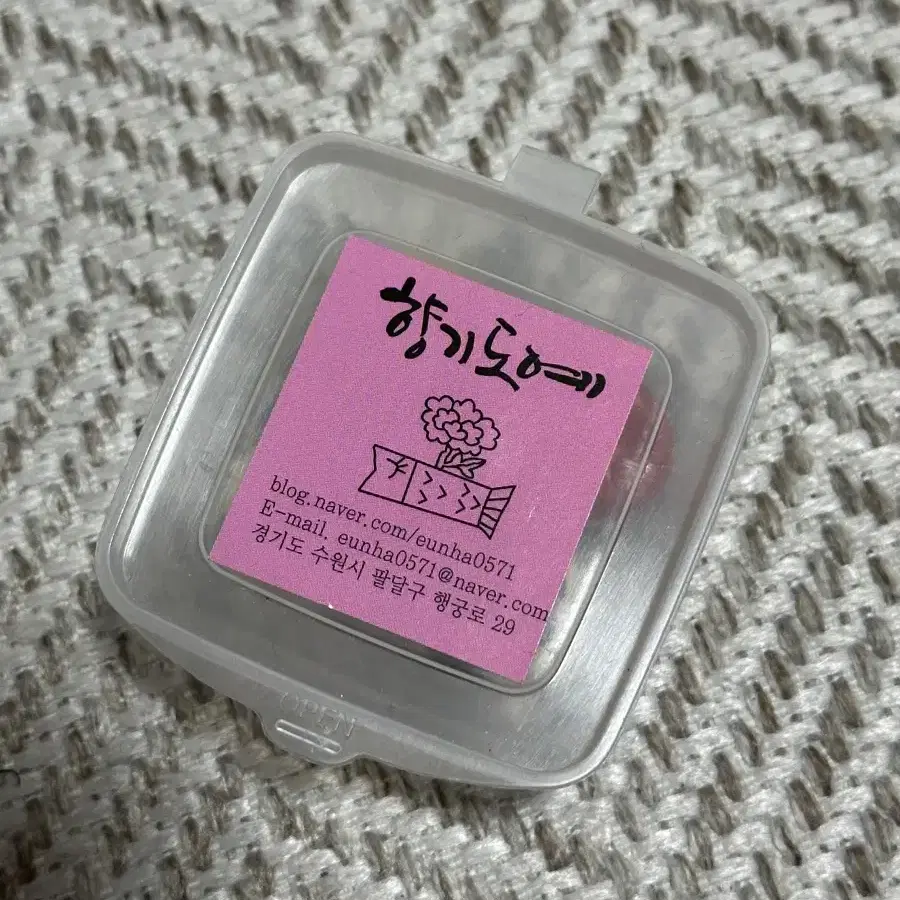 향기도예
blog.naver.com/eunha0571
E-mail. eunha0571@naver.com
경기도 수원시 팔달구 행궁로 29
OPEN